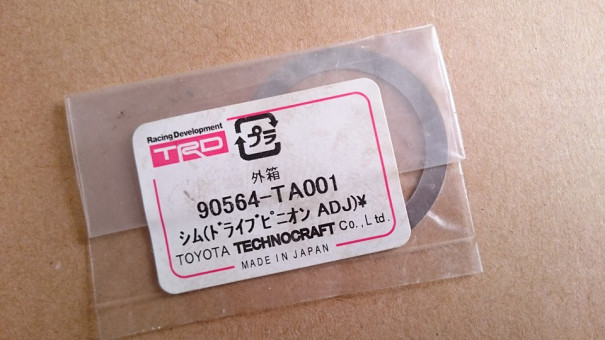 Racing Development
TRD
プラ
外箱
90564-TA001
シム(ドライブピニオン ADJ)¥
TOYOTA TECHNOCRAFT Co.,Ltd.
MADE IN JAPAN